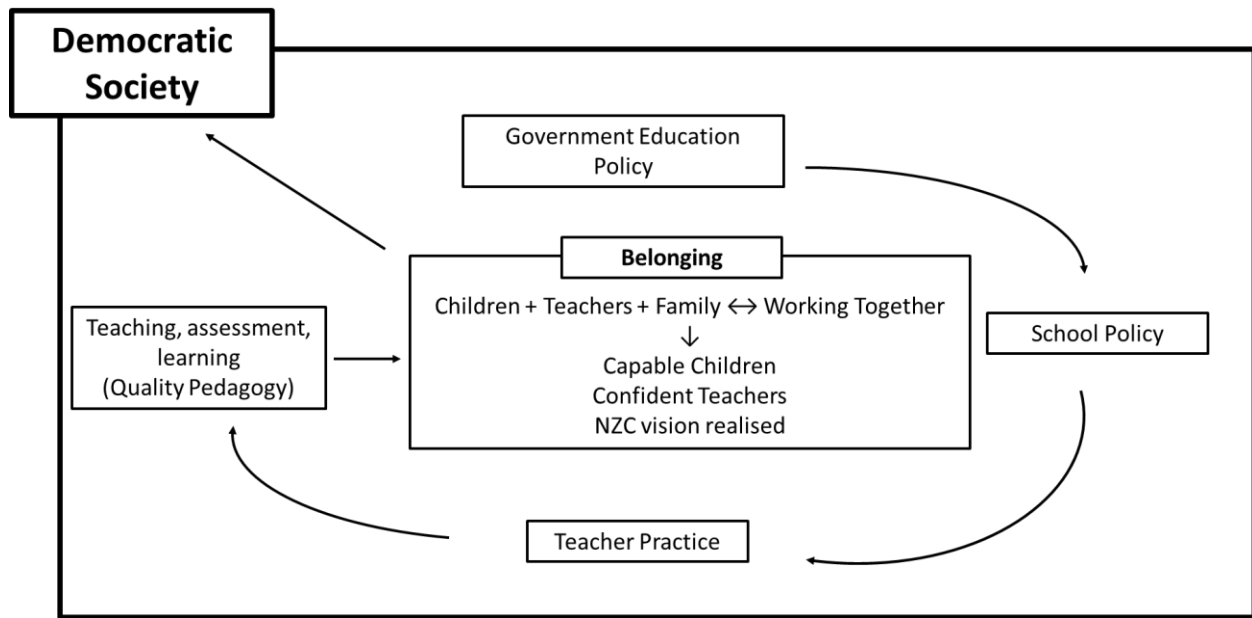 Democratic
Society
Government Education
Policy
Belonging
Children + Teachers + Family ↔ Working Together
↓
Capable Children
Confident Teachers
NZC vision realised
Teaching, assessment,
learning
(Quality Pedagogy)
School Policy
Teacher Practice